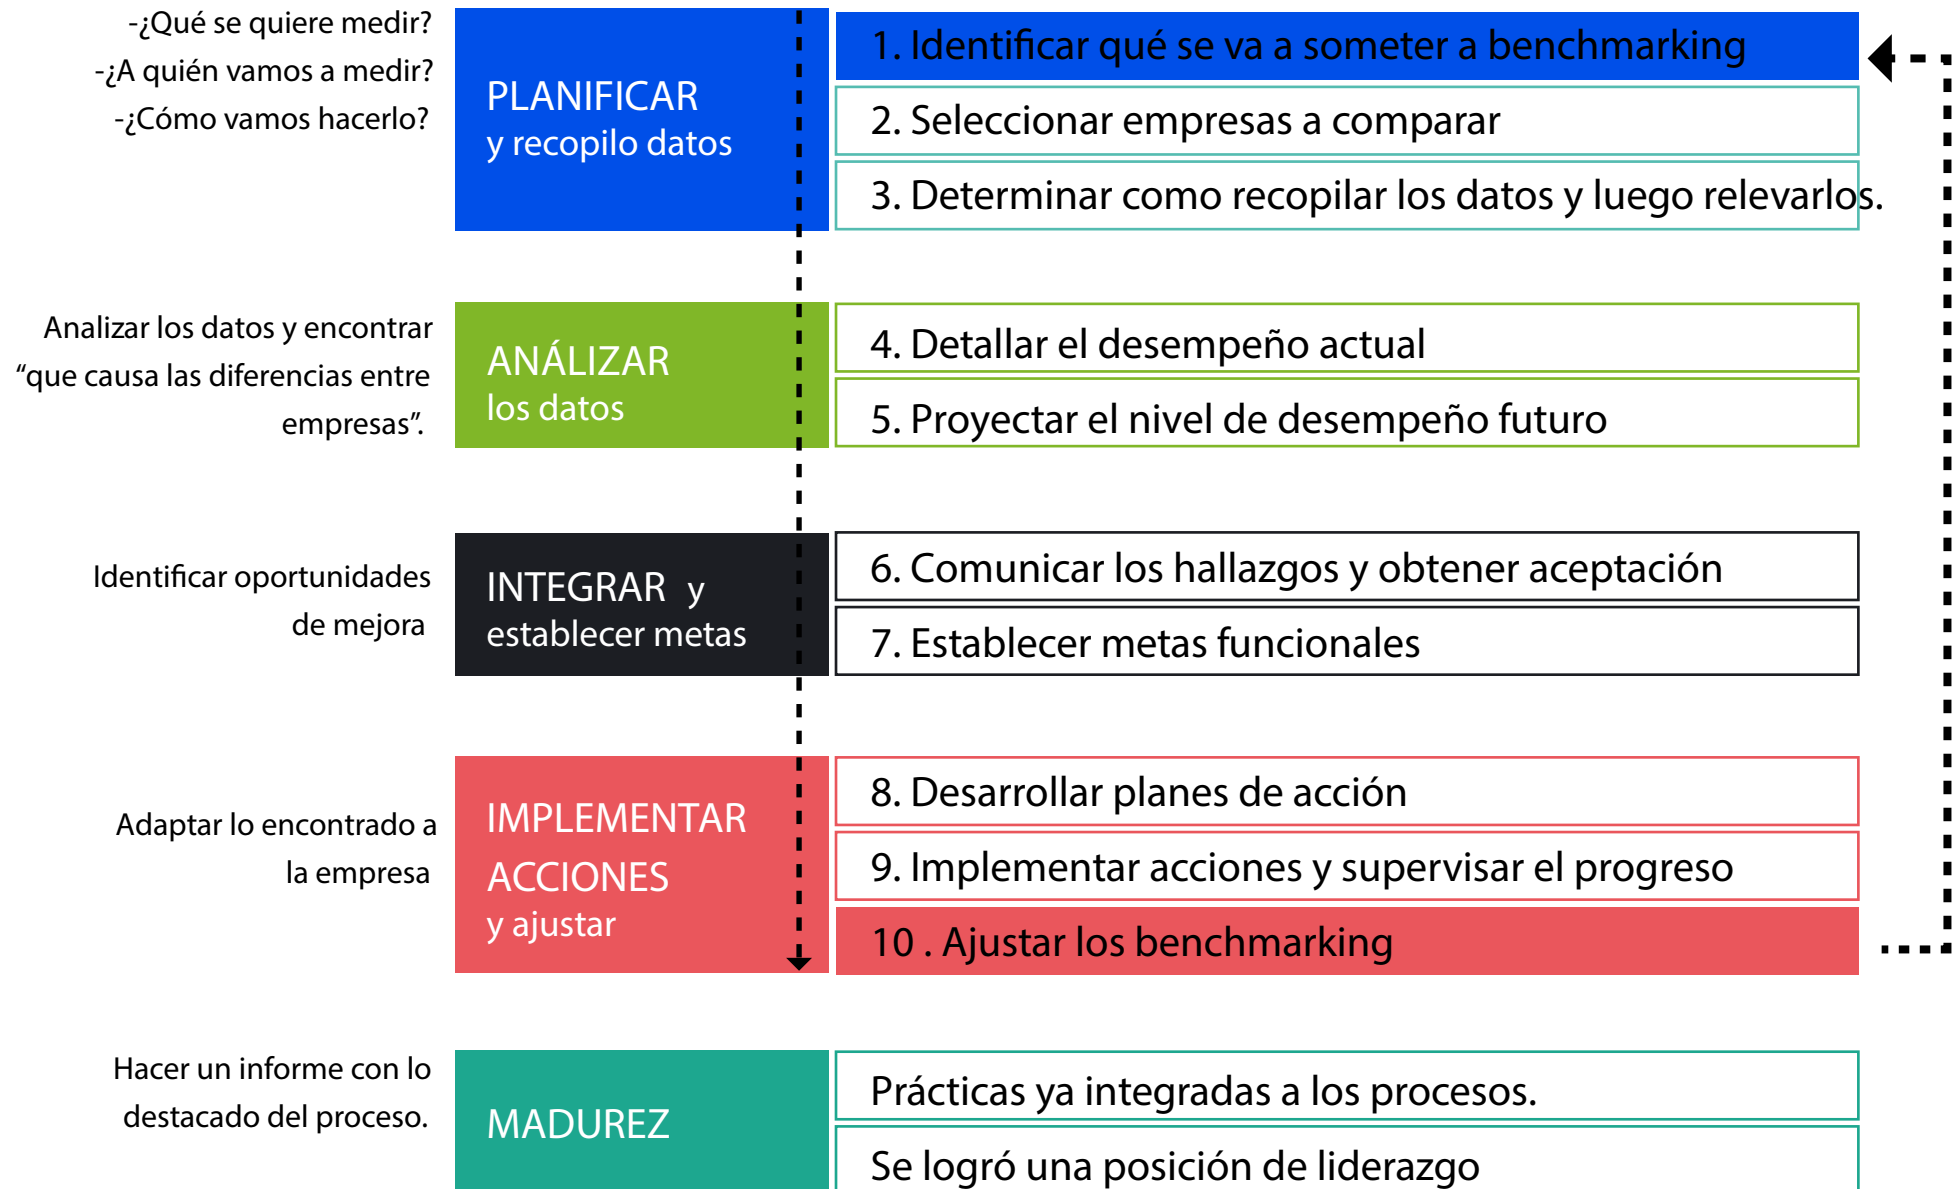 -¿Qué se quiere medir?
-¿A quién vamos a medir?
-¿Cómo vamos hacerlo?
PLANIFICAR
y recopilo datos
1. Identificar qué se va a someter a benchmarking
2. Seleccionar empresas a comparar
3. Determinar como recopilar los datos y luego relevarlos.
Analizar los datos y encontrar
“que causa las diferencias entre
empresas”.
ANÁLIZAR
los datos
4. Detallar el desempeño actual
5. Proyectar el nivel de desempeño futuro
Identificar oportunidades
de mejora
INTEGRAR y
establecer metas
6. Comunicar los hallazgos y obtener aceptación
7. Establecer metas funcionales
Adaptar lo encontrado a
la empresa
IMPLEMENTAR
ACCIONES
y ajustar
8. Desarrollar planes de acción
9. Implementar acciones y supervisar el progreso
10 . Ajustar los benchmarking
Hacer un informe con lo
destacado del proceso.
MADUREZ
Prácticas ya integradas a los procesos.
Se logró una posición de liderazgo